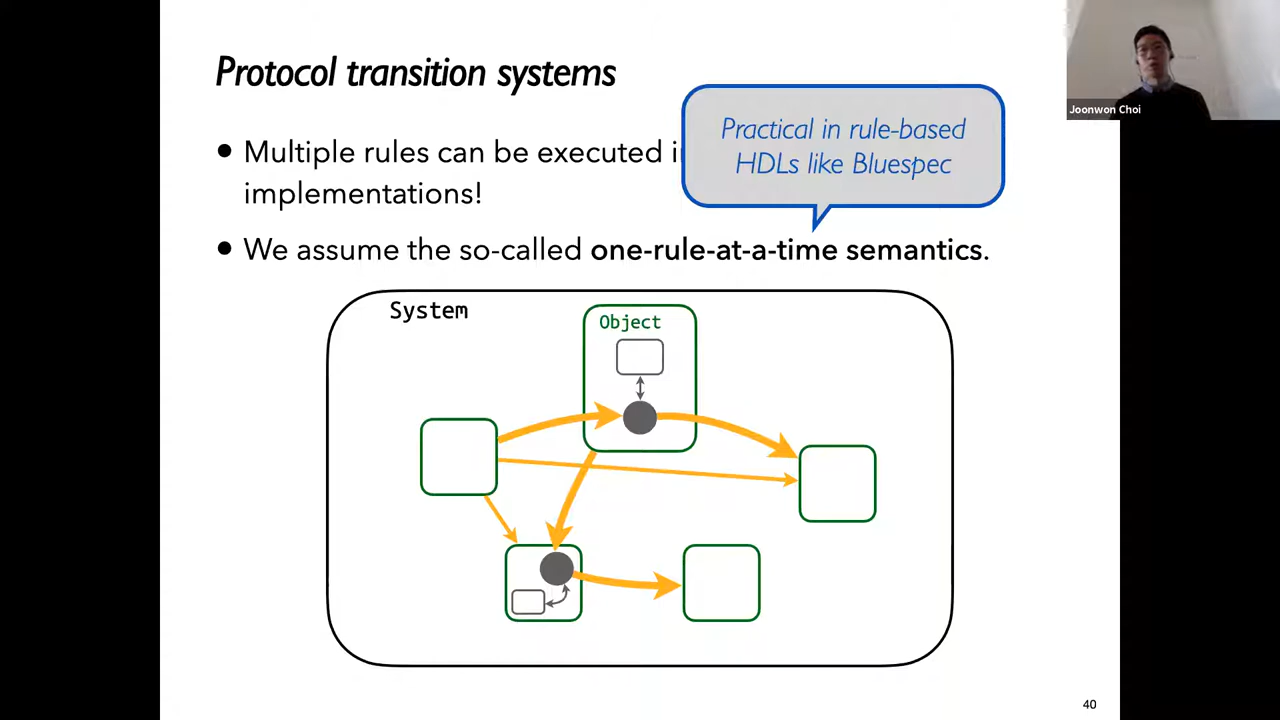 Protocol transition systems
Practical in rule-based
HDLs like Bluespec
• Multiple rules can be executed
implementations!
• We assume the so-called one-rule-at-a-time semantics.
System
Object
Joonwon Choi
40